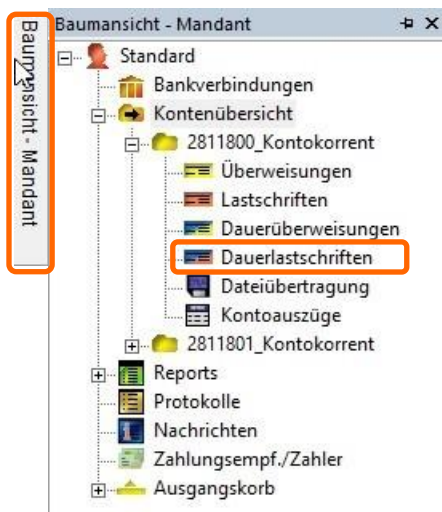 Baumansicht - Mandant
Baumansicht - Mandant
Standard
Bankverbindungen
Kontenübersicht
2811800_Kontokorrent
Überweisungen
Lastschriften
Dauerüberweisungen
Dauerlastschriften
Dateiübertragung
Kontoauszüge
2811801_Kontokorrent
Reports
Protokolle
Nachrichten
Zahlungsempf./Zahler
Ausgangskorb